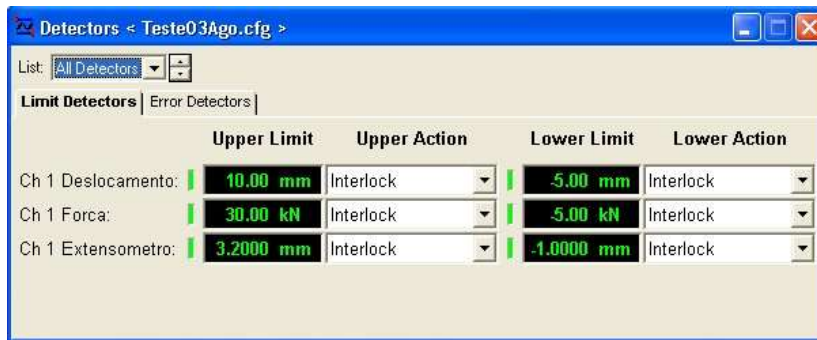 Detectors < Teste03Ago.cfg >
List: All Detectors
Limit Detectors Error Detectors
Upper Limit Upper Action Lower Limit Lower Action
Ch 1 Deslocamento: 10.00 mm Interlock -5.00 mm Interlock
Ch 1 Forca: 30.00 kN Interlock -5.00 kN Interlock
Ch 1 Extensometro: 3.2000 mm Interlock -1.0000 mm Interlock